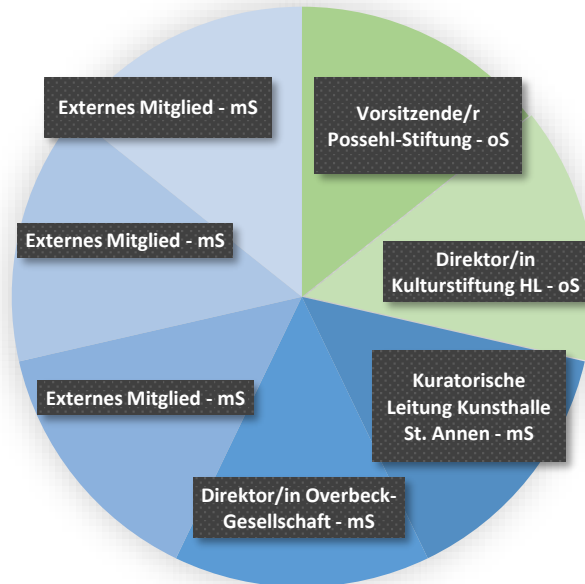 Externes Mitglied - mS
Vorsitzende/r
Possehl-Stiftung - oS
Externes Mitglied - mS
Direktor/in
Kulturstiftung HL - oS
Externes Mitglied - mS
Kuratorische
Leitung Kunsthalle
St. Annen - mS
Direktor/in Overbeck-
Gesellschaft - mS